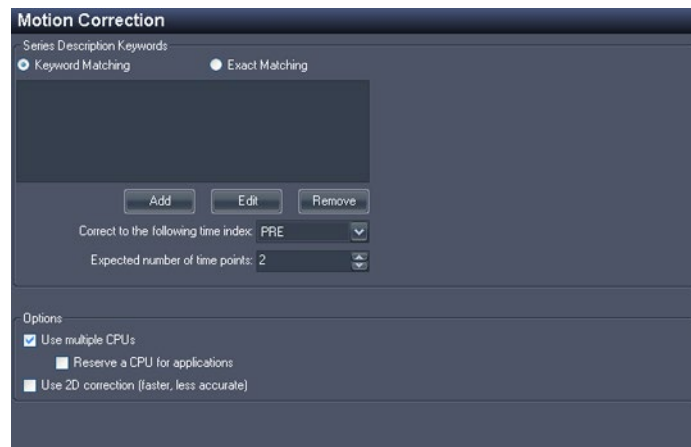 Motion Correction
Series Description Keywords
Keyword Matching Exact Matching
Add Edit Remove
Correct to the following time index: PRE
Expected number of time points: 2
Options
Use multiple CPUs
Reserve a CPU for applications
Use 2D correction (faster, less accurate)